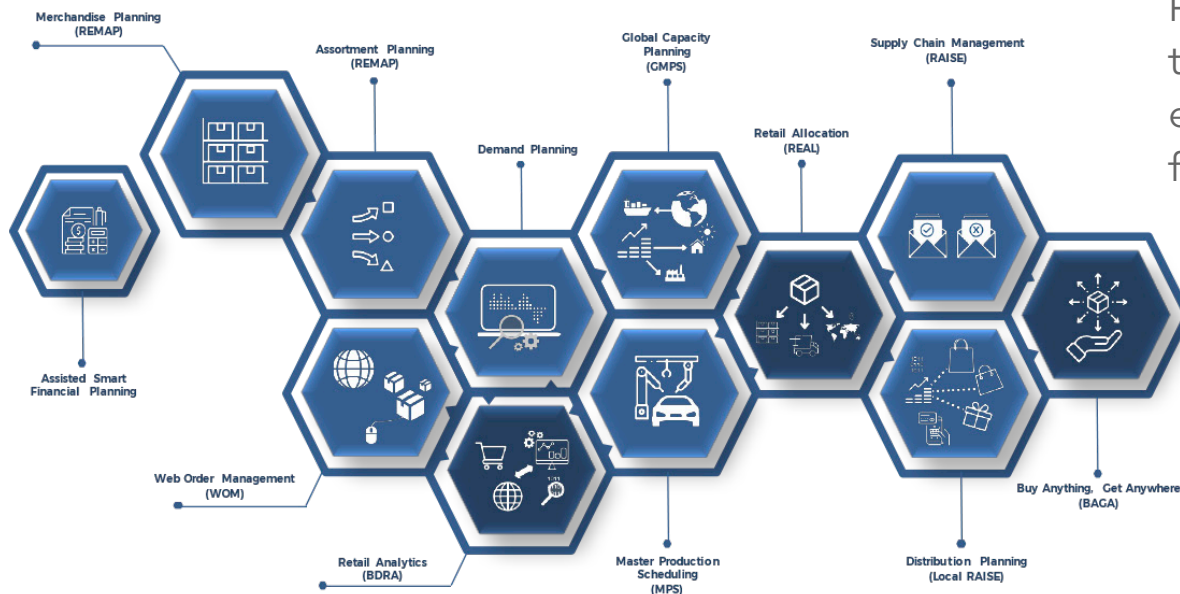 Merchandise Planning
(REMAP)
Assortment Planning
(REMAP)
Demand Planning
Global Capacity
Planning
(GMPS)
Retail Allocation
(REAL)
Supply Chain Management
(RAISE)
Assisted Smart
Financial Planning
Web Order Management
(WOM)
Retail Analytics
(BDRA)
Master Production
Scheduling
(MPS)
Distribution Planning
(Local RAISE)
Buy Anything, Get Anywhere
(BAGA)